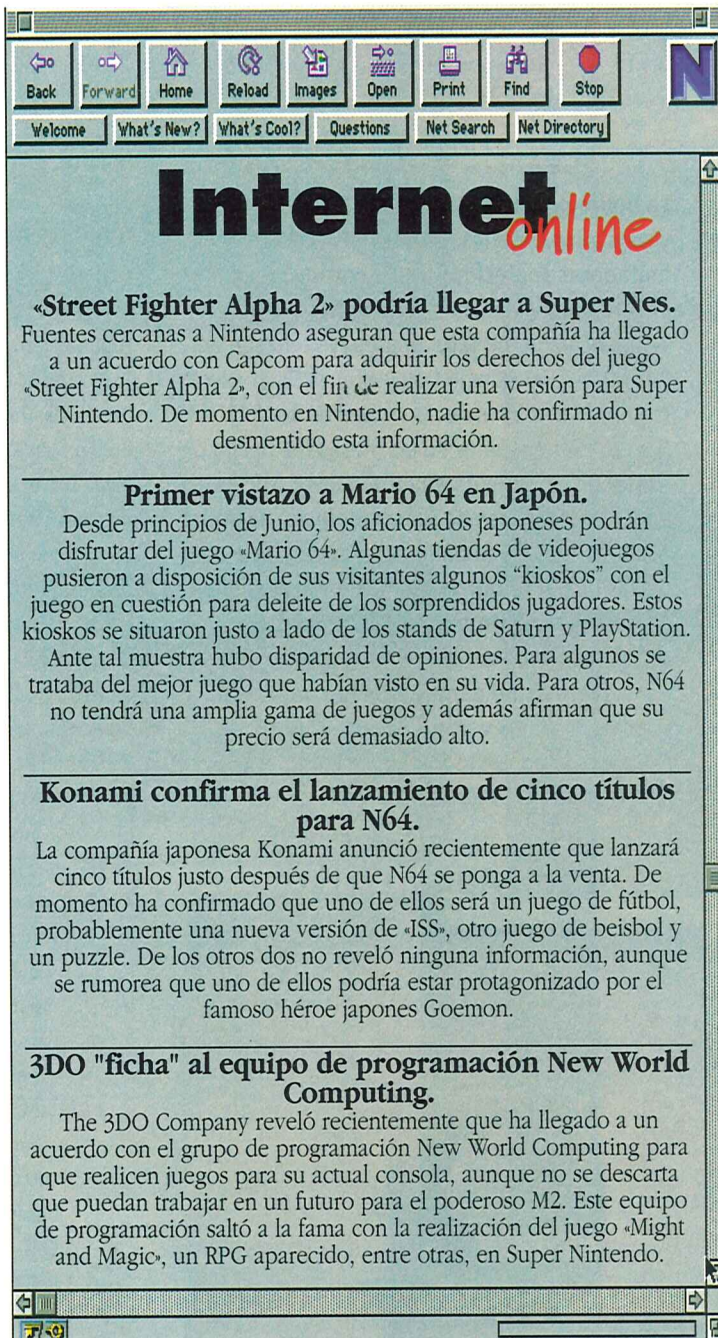 Back Forward Home Reload Images Open Print Find Stop N
Welcome What's New? What's Cool? Questions Net Search Net Directory
Internet
online
«Street Fighter Alpha 2» podría llegar a Super Nes.
Fuentes cercanas a Nintendo aseguran que esta compañía ha llegado
a un acuerdo con Capcom para adquirir los derechos del juego
«Street Fighter Alpha 2», con el fin de realizar una versión para Super
Nintendo. De momento en Nintendo, nadie ha confirmado ni
desmentido esta información.
Primer vistazo a Mario 64 en Japón.
Desde principios de Junio, los aficionados japoneses podrán
disfrutar del juego «Mario 64». Algunas tiendas de videojuegos
pusieron a disposición de sus visitantes algunos "kioskos" con el
juego en cuestión para deleite de los sorprendidos jugadores. Estos
kioskos se situaron justo a lado de los stands de Saturn y PlayStation.
Ante tal muestra hubo disparidad de opiniones. Para algunos se
trataba del mejor juego que habían visto en su vida. Para otros, N64
no tendrá una amplia gama de juegos y además afirman que su
precio será demasiado alto.
Konami confirma el lanzamiento de cinco títulos
para N64.
La compañía japonesa Konami anunció recientemente que lanzará
cinco títulos justo después de que N64 se ponga a la venta. De
momento ha confirmado que uno de ellos será un juego de fútbol,
probablemente una nueva versión de «ISS», otro juego de beisbol y
un puzzle. De los otros dos no reveló ninguna información, aunque
se rumorea que uno de ellos podría estar protagonizado por el
famoso héroe japones Goemon.
3DO "ficha" al equipo de programación New World
Computing.
The 3DO Company reveló recientemente que ha llegado a un
acuerdo con el grupo de programación New World Computing para
que realicen juegos para su actual consola, aunque no se descarta
que puedan trabajar en un futuro para el poderoso M2. Este equipo
de programación saltó a la fama con la realización del juego «Might
and Magic», un RPG aparecido, entre otras, en Super Nintendo.